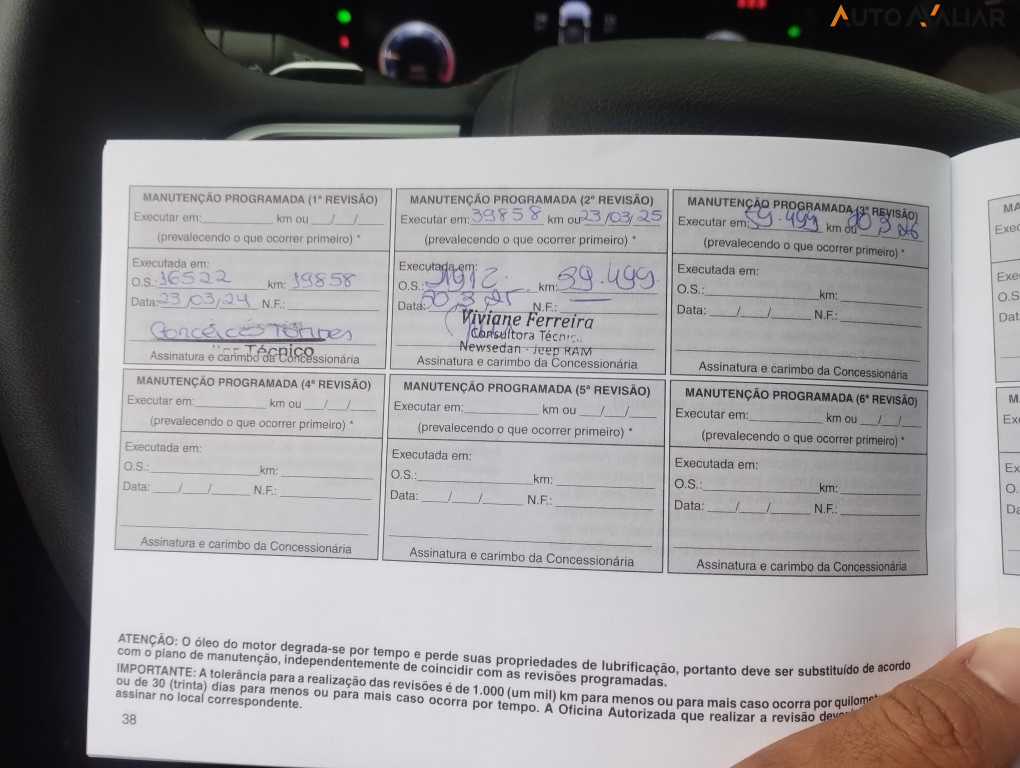 AUTO AVALIAR
MANUTENÇÃO PROGRAMADA (1ª REVISÃO)
Executar em: km ou / /
(prevalecendo o que ocorrer primeiro) *
Executada em:
O.S.: 16522 km: 19858
Data: 23/03/24 N.F.:
Técnico
Assinatura e carimbo da Concessionária
MANUTENÇÃO PROGRAMADA (2ª REVISÃO)
Executar em: 39858 km ou 23/03/25
(prevalecendo o que ocorrer primeiro) *
Executada em:
O.S.: km: 39.499
Data: N.F.:
Viviane Ferreira
Consultora Técnica
Newsedan - Jeep RAM
Assinatura e carimbo da Concessionária
MANUTENÇÃO PROGRAMADA (3ª REVISÃO)
Executar em: 59.499 km ou
(prevalecendo o que ocorrer primeiro) *
Executada em:
O.S.: km:
Data: / / N.F.:
Assinatura e carimbo da Concessionária
MANUTENÇÃO PROGRAMADA (4ª REVISÃO)
Executar em: km ou / /
(prevalecendo o que ocorrer primeiro) *
Executada em:
O.S.: km:
Data: / / N.F.:
Assinatura e carimbo da Concessionária
MANUTENÇÃO PROGRAMADA (5ª REVISÃO)
Executar em: km ou / /
(prevalecendo o que ocorrer primeiro) *
Executada em:
O.S.: km:
Data: / / N.F.:
Assinatura e carimbo da Concessionária
MANUTENÇÃO PROGRAMADA (6ª REVISÃO)
Executar em: km ou / /
(prevalecendo o que ocorrer primeiro) *
Executada em:
O.S.: km:
Data: / / N.F.:
Assinatura e carimbo da Concessionária
ATENÇÃO: O óleo do motor degrada-se por tempo e perde suas propriedades de lubrificação, portanto deve ser substituído de acordo
com o plano de manutenção, independentemente de coincidir com as revisões programadas.
IMPORTANTE: A tolerância para a realização das revisões é de 1.000 (um mil) km para menos ou para mais caso ocorra por
ou de 30 (trinta) dias para menos ou para mais caso ocorra por tempo. A Oficina Autorizada que realizar a revisão
assinar no local correspondente.
38